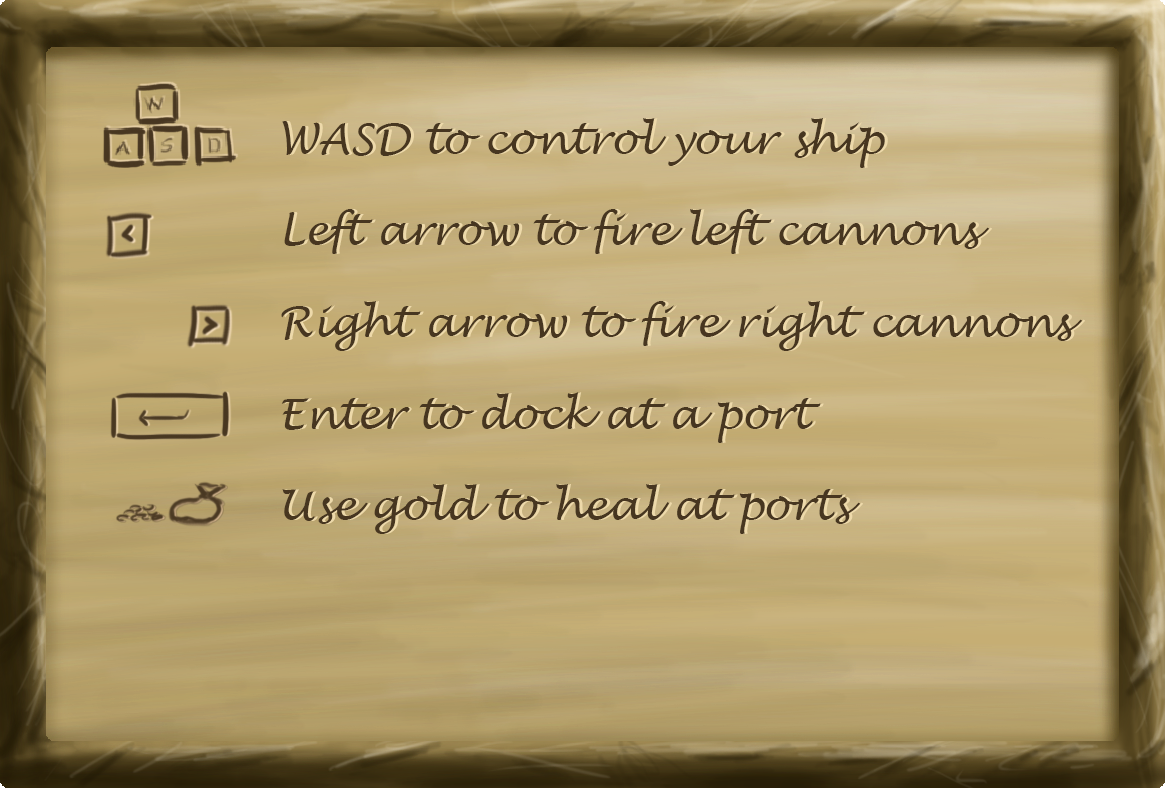 W
A S D WASD to control your ship
< Left arrow to fire left cannons
> Right arrow to fire right cannons
Enter to dock at a port
Use gold to heal at ports